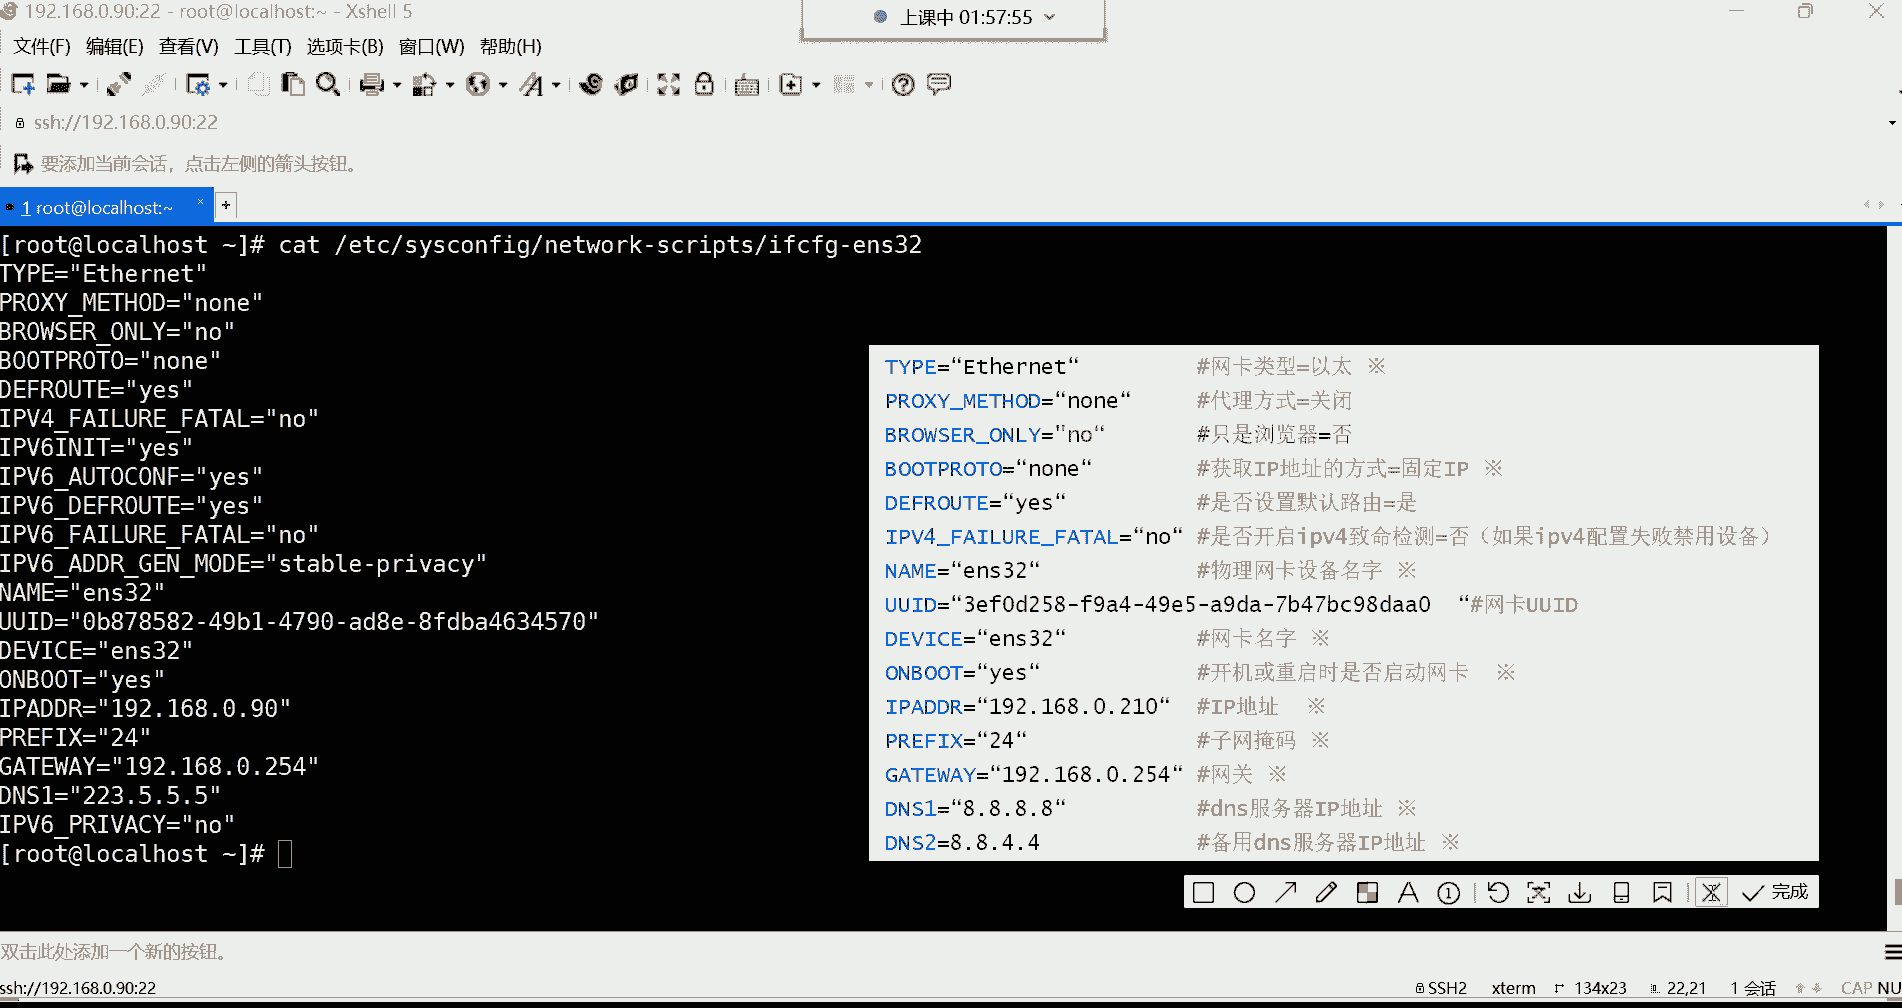 192.168.0.90:22 - root@localhost:~ - Xshell 5
上课中 01:57:55
文件(F) 编辑(E) 查看(V) 工具(T) 选项卡(B) 窗口(W) 帮助(H)
ssh://192.168.0.90:22
要添加当前会话，点击左侧的箭头按钮。
1 root@localhost:~
[root@localhost ~]# cat /etc/sysconfig/network-scripts/ifcfg-ens32
TYPE="Ethernet"
PROXY_METHOD="none"
BROWSER_ONLY="no"
BOOTPROTO="none"
DEFROUTE="yes"
IPV4_FAILURE_FATAL="no"
IPV6INIT="yes"
IPV6_AUTOCONF="yes"
IPV6_DEFROUTE="yes"
IPV6_FAILURE_FATAL="no"
IPV6_ADDR_GEN_MODE="stable-privacy"
NAME="ens32"
UUID="0b878582-49b1-4790-ad8e-8fdba4634570"
DEVICE="ens32"
ONBOOT="yes"
IPADDR="192.168.0.90"
PREFIX="24"
GATEWAY="192.168.0.254"
DNS1="223.5.5.5"
IPV6_PRIVACY="no"
[root@localhost ~]#
TYPE=“Ethernet“ #网卡类型=以太 ※
PROXY_METHOD=“none“ #代理方式=关闭
BROWSER_ONLY="no“ #只是浏览器=否
BOOTPROTO=“none“ #获取IP地址的方式=固定IP ※
DEFROUTE=“yes“ #是否设置默认路由=是
IPV4_FAILURE_FATAL=“no“ #是否开启ipv4致命检测=否（如果ipv4配置失败禁用设备）
NAME=“ens32“ #物理网卡设备名字 ※
UUID=“3ef0d258-f9a4-49e5-a9da-7b47bc98daa0 “#网卡UUID
DEVICE=“ens32“ #网卡名字 ※
ONBOOT=“yes“ #开机或重启时是否启动网卡 ※
IPADDR=“192.168.0.210“ #IP地址 ※
PREFIX=“24“ #子网掩码 ※
GATEWAY=“192.168.0.254“ #网关 ※
DNS1=“8.8.8.8“ #dns服务器IP地址 ※
DNS2=8.8.4.4 #备用dns服务器IP地址 ※
完成
双击此处添加一个新的按钮。
ssh://192.168.0.90:22 SSH2 xterm 134x23 22,21 1 会话 CAP NU